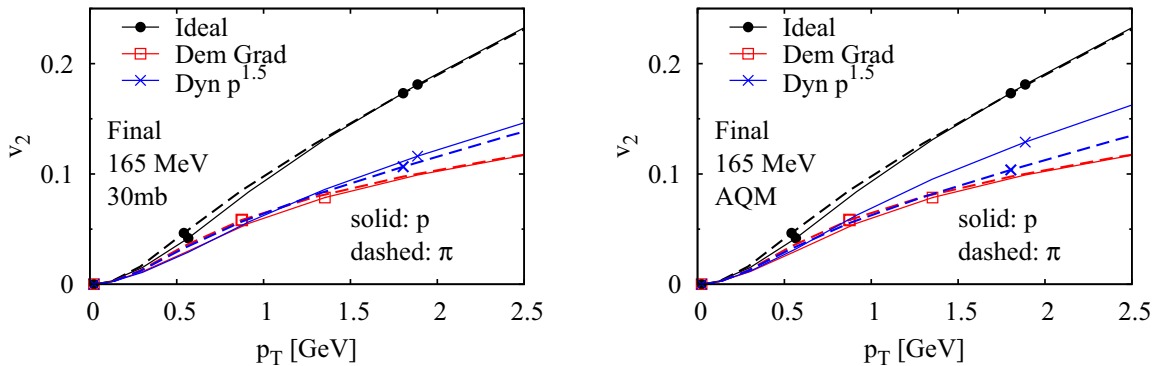 Ideal
Dem Grad
Dyn p^1.5
Final
165 MeV
30mb
solid: p
dashed: π
v2
0
0.1
0.2
0 0.5 1 1.5 2 2.5
pT [GeV]
Ideal
Dem Grad
Dyn p^1.5
Final
165 MeV
AQM
solid: p
dashed: π
v2
0
0.1
0.2
0 0.5 1 1.5 2 2.5
pT [GeV]